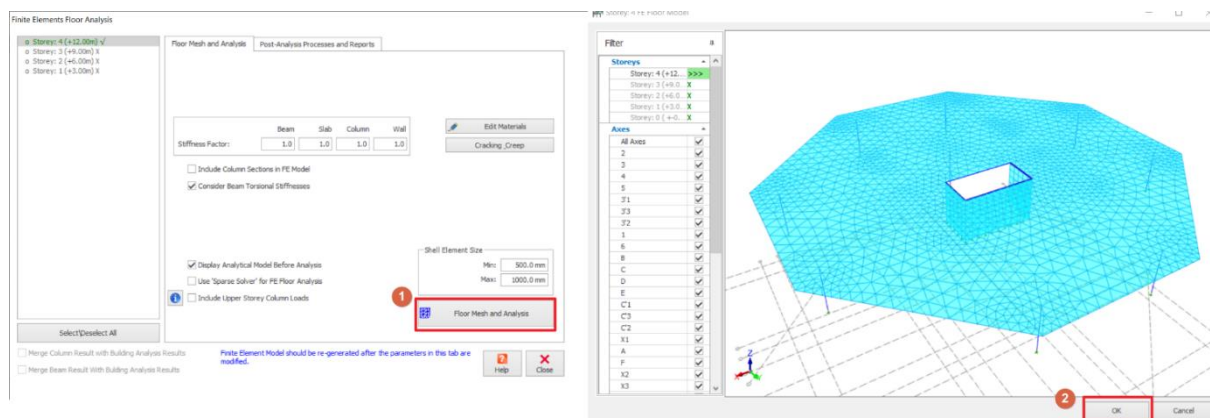 Finite Elements Floor Analysis
Storey: 4 (+12.00m) √
Storey: 3 (+9.00m) X
Storey: 2 (+6.00m) X
Storey: 1 (+3.00m) X
Select\Deselect All
Merge Column Result with Building Analysis Results
Merge Beam Result With Building Analysis Results
Floor Mesh and Analysis
Post-Analysis Processes and Reports
Beam Slab Column Wall
Stiffness Factor: 1.0 1.0 1.0 1.0
Edit Materials
Cracking ,Creep
Include Column Sections in FE Model
Consider Beam Torsional Stiffnesses
Shell Element Size
Min: 500.0 mm
Max: 1000.0 mm
Display Analytical Model Before Analysis
Use 'Sparse Solver' for FE Floor Analysis
Include Upper Storey Column Loads
1
Floor Mesh and Analysis
Finite Element Model should be re-generated after the parameters in this tab are
modified.
Help
Close
Storey: 4 FE Floor Model
Filter
Storeys
Storey: 4 (+12... >>>
Storey: 3 (+9.0... X
Storey: 2 (+6.0... X
Storey: 1 (+3.0... X
Storey: 0 ( +-0... X
Axes
All Axes
2
3
4
5
3'1
3'3
3'2
1
6
B
C
D
E
C'1
C'3
C'2
X1
A
F
X2
X3
Z
X
Y
2
OK
Cancel